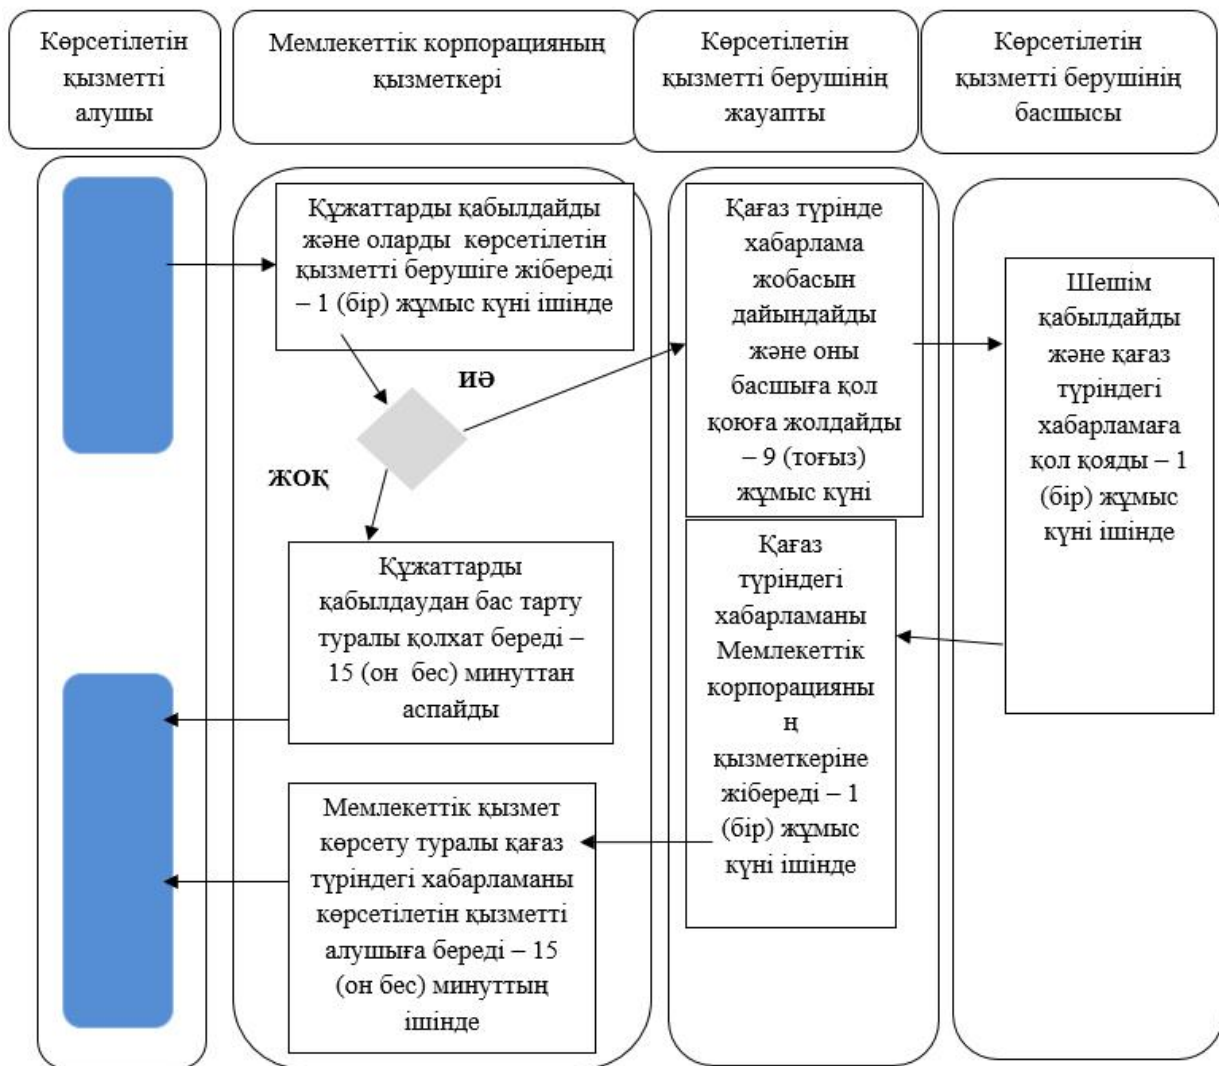 Көрсетілетін
қызметті
алушы
Мемлекеттік корпорацияның
қызметкері
Көрсетілетін
қызметті берушінің
жауапты
Көрсетілетін
қызметті берушінің
басшысы
Құжаттарды қабылдайды
және оларды көрсетілетін
қызметті берушіге жібереді
– 1 (бір) жұмыс күні ішінде
ИӘ
ЖОҚ
Құжаттарды
қабылдаудан бас тарту
туралы қолхат береді –
15 (он бес) минуттан
аспайды
Мемлекеттік қызмет
көрсету туралы қағаз
түріндегі хабарламаны
көрсетілетін қызметті
алушыға береді – 15
(он бес) минуттың
ішінде
Қағаз түрінде
хабарлама
жобасын
дайындайды
және оны
басшыға қол
қоюға жолдайды
– 9 (тоғыз)
жұмыс күні
Қағаз
түріндегі
хабарламаны
Мемлекеттік
корпорацияны
ң
қызметкеріне
жібереді – 1
(бір) жұмыс
күні ішінде
Шешім
қабылдайды
және қағаз
түріндегі
хабарламаға
қол қояды – 1
(бір) жұмыс
күні ішінде